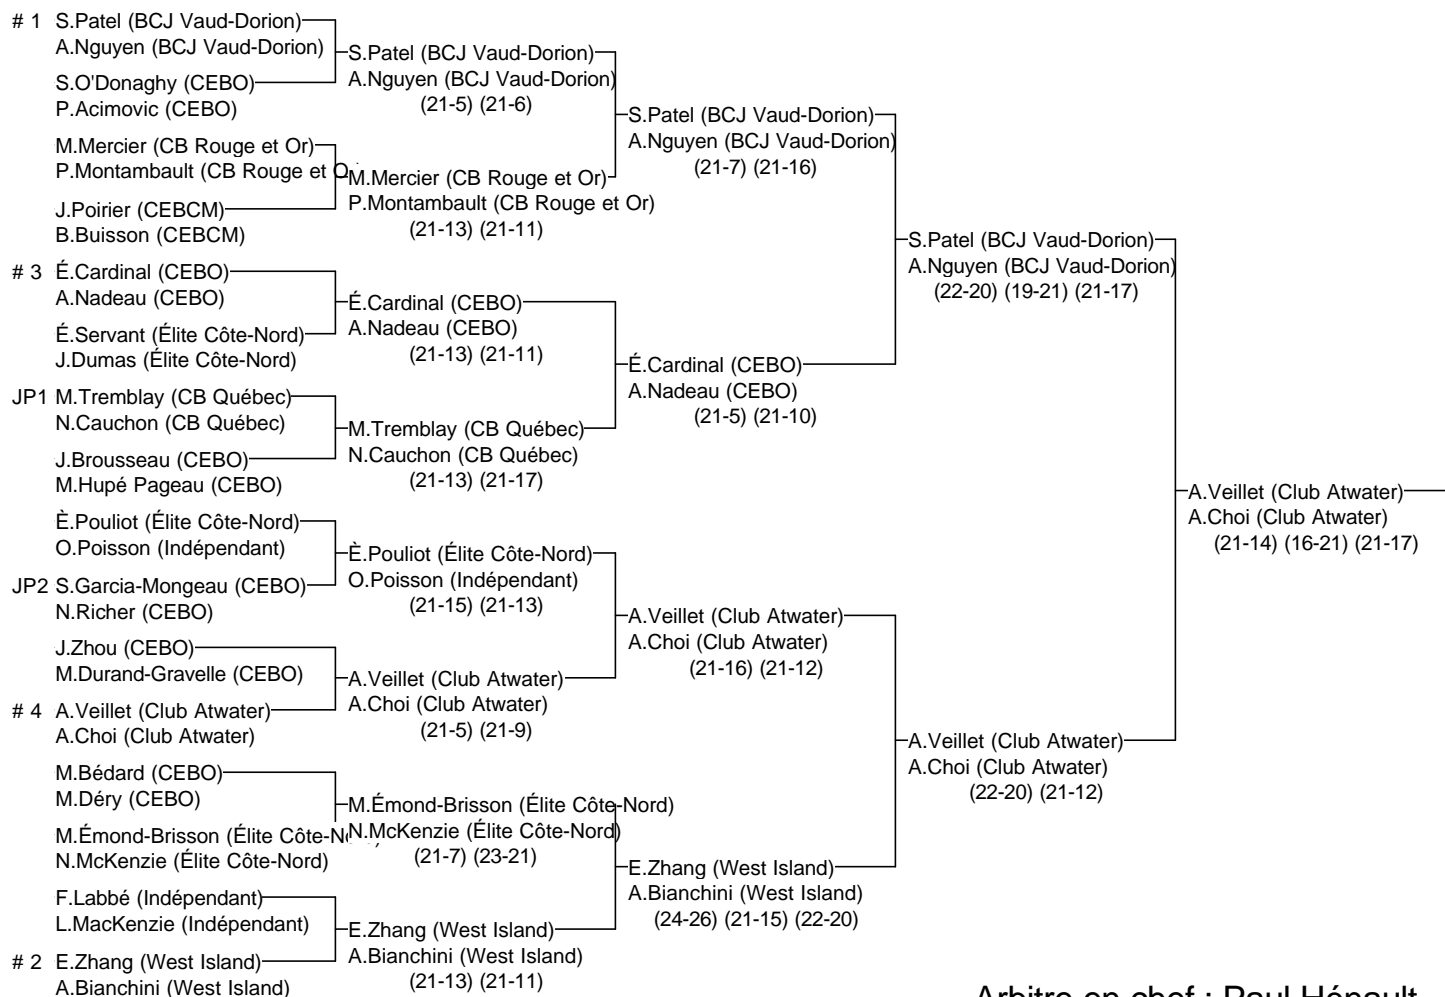 # 1 S.Patel (BCJ Vaud-Dorion)
A.Nguyen (BCJ Vaud-Dorion)
S.O'Donaghy (CEBO)
P.Acimovic (CEBO)
M.Mercier (CB Rouge et Or)
P.Montambault (CB Rouge et O
J.Poirier (CEBCM)
B.Buisson (CEBCM)
# 3 É.Cardinal (CEBO)
A.Nadeau (CEBO)
É.Servant (Élite Côte-Nord)
J.Dumas (Élite Côte-Nord)
JP1 M.Tremblay (CB Québec)
N.Cauchon (CB Québec)
J.Brousseau (CEBO)
M.Hupé Pageau (CEBO)
È.Pouliot (Élite Côte-Nord)
O.Poisson (Indépendant)
JP2 S.Garcia-Mongeau (CEBO)
N.Richer (CEBO)
J.Zhou (CEBO)
M.Durand-Gravelle (CEBO)
# 4 A.Veillet (Club Atwater)
A.Choi (Club Atwater)
M.Bédard (CEBO)
M.Déry (CEBO)
M.Émond-Brisson (Élite Côte-N
N.McKenzie (Élite Côte-Nord)
F.Labbé (Indépendant)
L.MacKenzie (Indépendant)
# 2 E.Zhang (West Island)
A.Bianchini (West Island)
S.Patel (BCJ Vaud-Dorion)
A.Nguyen (BCJ Vaud-Dorion)
(21-5) (21-6)
M.Mercier (CB Rouge et Or)
P.Montambault (CB Rouge et Or)
(21-13) (21-11)
É.Cardinal (CEBO)
A.Nadeau (CEBO)
(21-13) (21-11)
M.Tremblay (CB Québec)
N.Cauchon (CB Québec)
(21-13) (21-17)
È.Pouliot (Élite Côte-Nord)
O.Poisson (Indépendant)
(21-15) (21-13)
A.Veillet (Club Atwater)
A.Choi (Club Atwater)
(21-5) (21-9)
M.Émond-Brisson (Élite Côte-Nord)
N.McKenzie (Élite Côte-Nord)
(21-7) (23-21)
E.Zhang (West Island)
A.Bianchini (West Island)
(21-13) (21-11)
S.Patel (BCJ Vaud-Dorion)
A.Nguyen (BCJ Vaud-Dorion)
(21-7) (21-16)
É.Cardinal (CEBO)
A.Nadeau (CEBO)
(21-5) (21-10)
A.Veillet (Club Atwater)
A.Choi (Club Atwater)
(21-16) (21-12)
E.Zhang (West Island)
A.Bianchini (West Island)
(24-26) (21-15) (22-20)
S.Patel (BCJ Vaud-Dorion)
A.Nguyen (BCJ Vaud-Dorion)
(22-20) (19-21) (21-17)
A.Veillet (Club Atwater)
A.Choi (Club Atwater)
(22-20) (21-12)
A.Veillet (Club Atwater)
A.Choi (Club Atwater)
(21-14) (16-21) (21-17)
Arbitre en chef : Paul Hénault